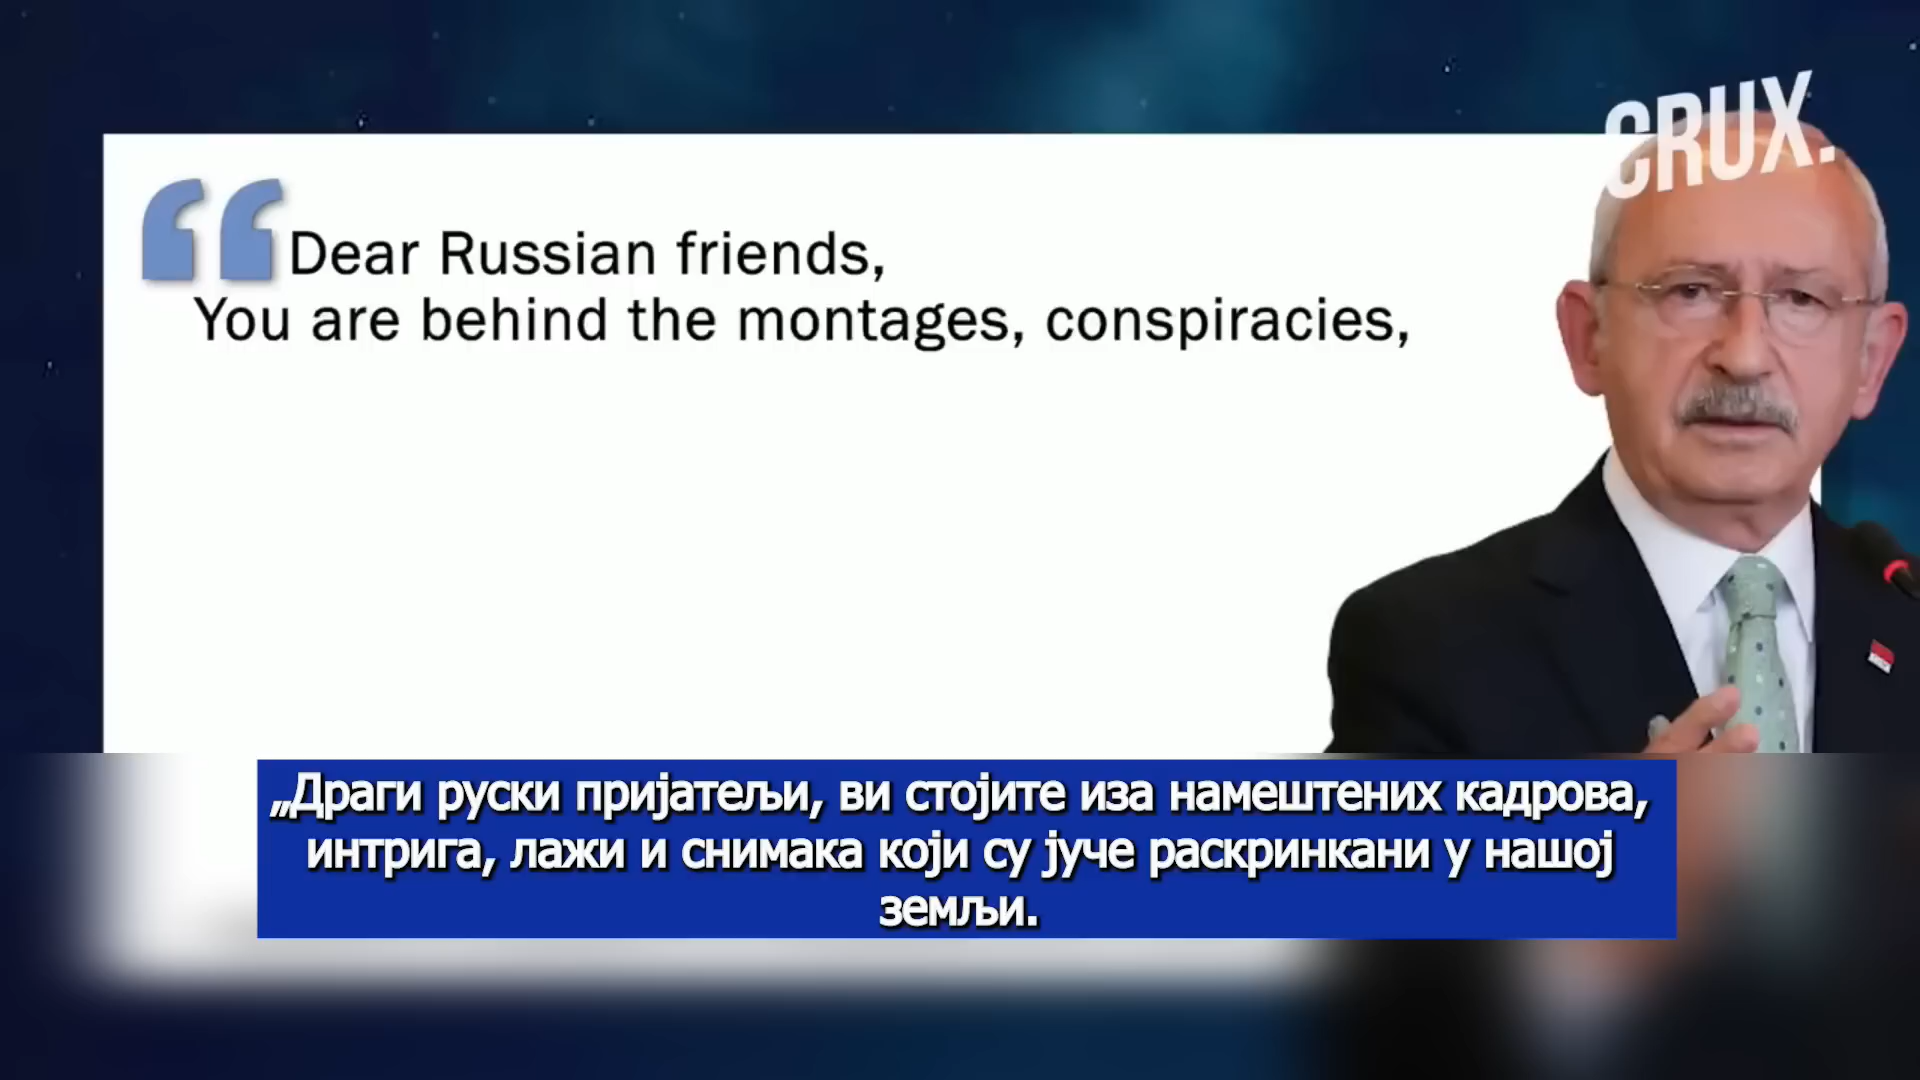 CRUX.
“Dear Russian friends,
You are behind the montages, conspiracies,
„Драги руски пријатељи, ви стојите иза намештених кадрова,
интрига, лажи и снимака који су јуче раскринкани у нашој
земљи.